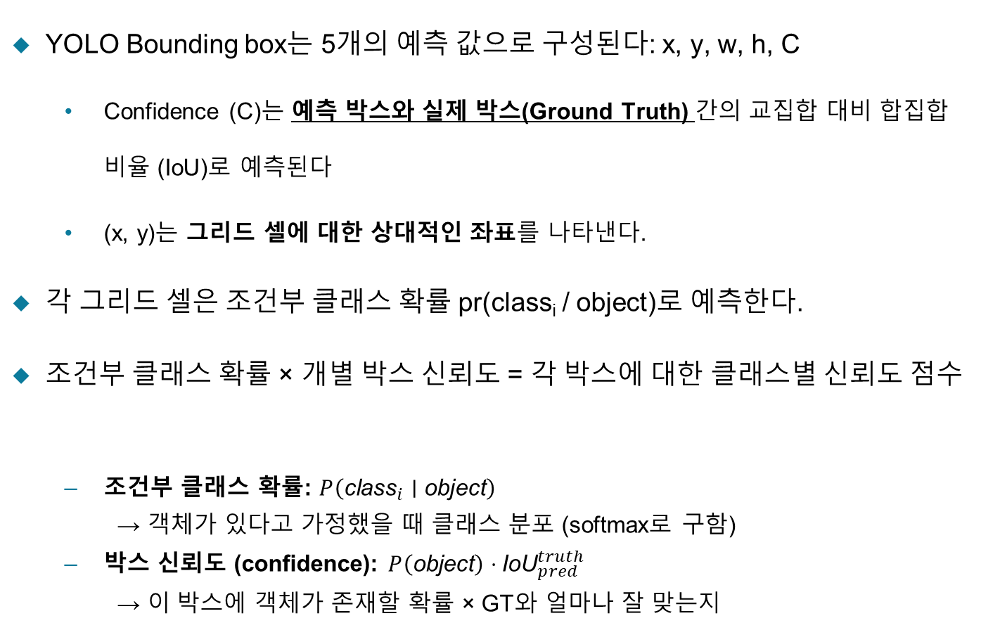 ◆ YOLO Bounding box는 5개의 예측 값으로 구성된다: x, y, w, h, C
• Confidence (C)는 예측 박스와 실제 박스(Ground Truth) 간의 교집합 대비 합집합
비율 (IoU)로 예측된다
• (x, y)는 그리드 셀에 대한 상대적인 좌표를 나타낸다.
◆ 각 그리드 셀은 조건부 클래스 확률 pr(classᵢ / object)로 예측한다.
◆ 조건부 클래스 확률 × 개별 박스 신뢰도 = 각 박스에 대한 클래스별 신뢰도 점수
– 조건부 클래스 확률: P(classᵢ | object)
→ 객체가 있다고 가정했을 때 클래스 분포 (softmax로 구함)
– 박스 신뢰도 (confidence): P(object) · IoU_{pred}^{truth}
→ 이 박스에 객체가 존재할 확률 × GT와 얼마나 잘 맞는지